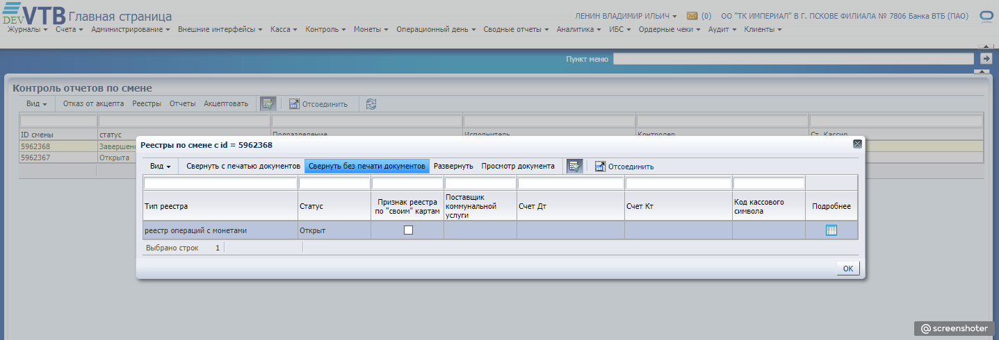 DEV VTB Главная страница
ЛЕНИН ВЛАДИМИР ИЛЬИЧ (0) ОО "ТК ИМПЕРИАЛ" В Г. ПСКОВЕ ФИЛИАЛА № 7806 Банка ВТБ (ПАО)
Журналы Счета Администрирование Внешние интерфейсы Касса Контроль Монеты Операционный день Сводные отчеты Аналитика ИБС Ордерные чеки Аудит Клиенты
Пункт меню
Контроль отчетов по смене
Вид Отказ от акцепта Реестры Отчеты Акцептовать Отсоединить
ID смены статус Подразделение Исполнитель Контролер Ст. Кассир
5962368 Завершено
5962367 Открыта
Реестры по смене с id = 5962368
Вид Свернуть с печатью документов Свернуть без печати документов Развернуть Просмотр документа Отсоединить
Тип реестра Статус Признак реестра по "своим" картам Поставщик коммунальной услуги Счет Дт Счет Кт Код кассового символа Подробнее
реестр операций с монетами Открыт
Выбрано строк 1
OK
@ screenshoter